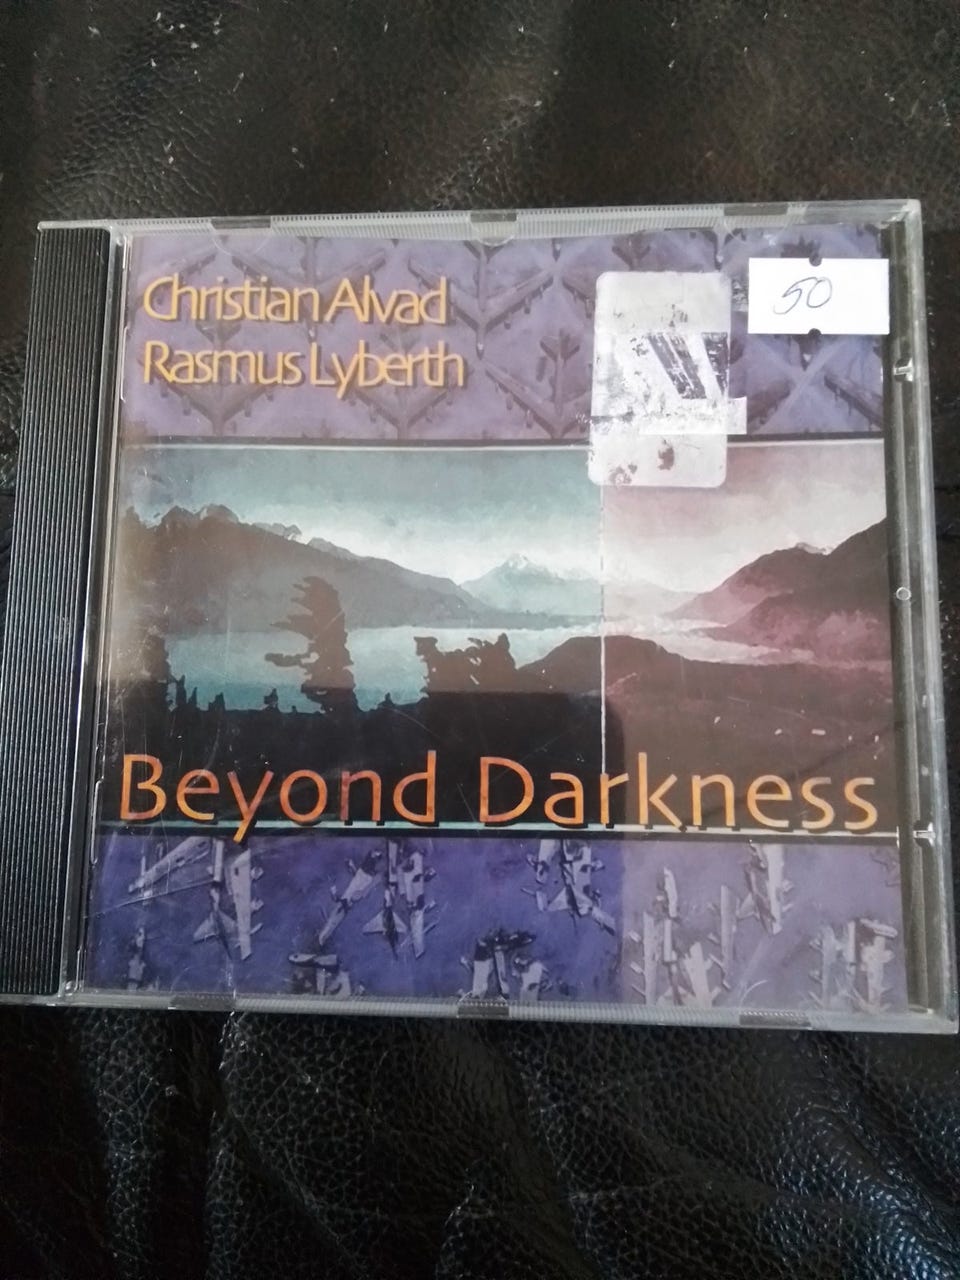 Christian Alvad
Rasmus Lyberth
50
Beyond Darkness